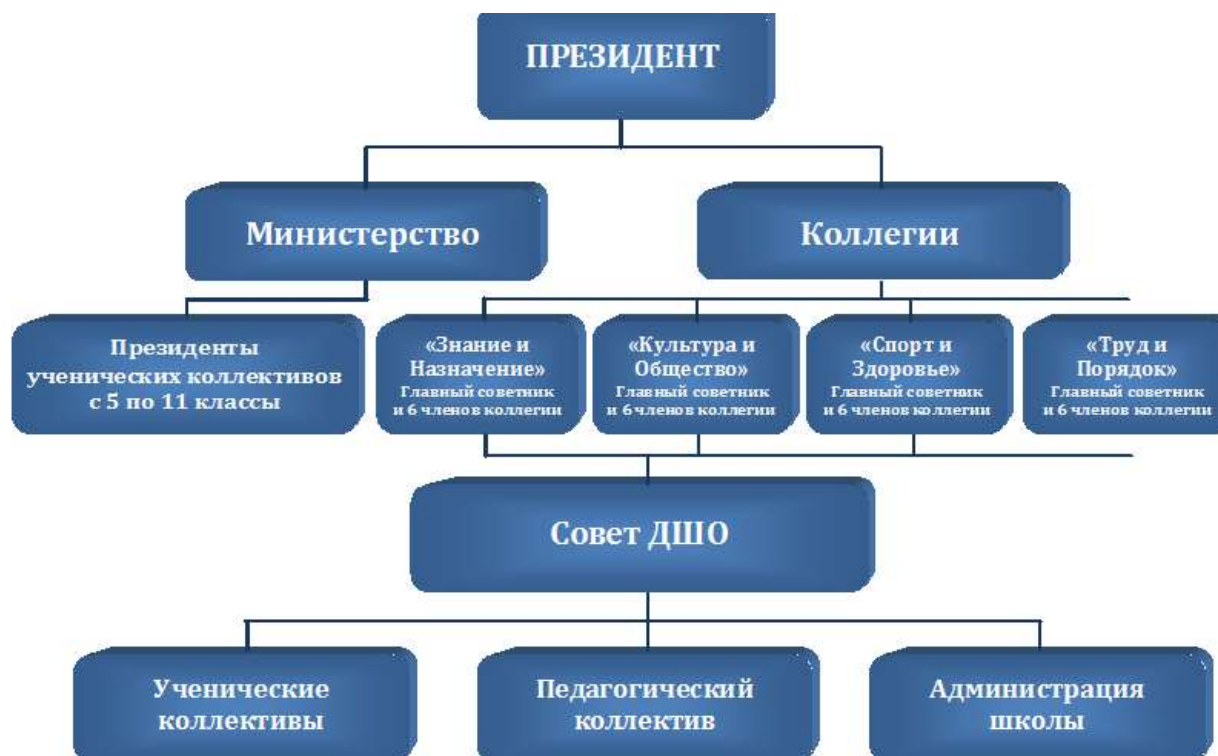 ПРЕЗИДЕНТ
Министерство
Коллегии
Президенты
ученических коллективов
с 5 по 11 классы
«Знание и
Назначение»
Главный советник
и 6 членов коллегии
«Культура и
Общество»
Главный советник
и 6 членов коллегии
«Спорт и
Здоровье»
Главный советник
и 6 членов коллегии
«Труд и
Порядок»
Главный советник
и 6 членов коллегии
Совет ДШО
Ученические
коллективы
Педагогический
коллектив
Администрация
школы